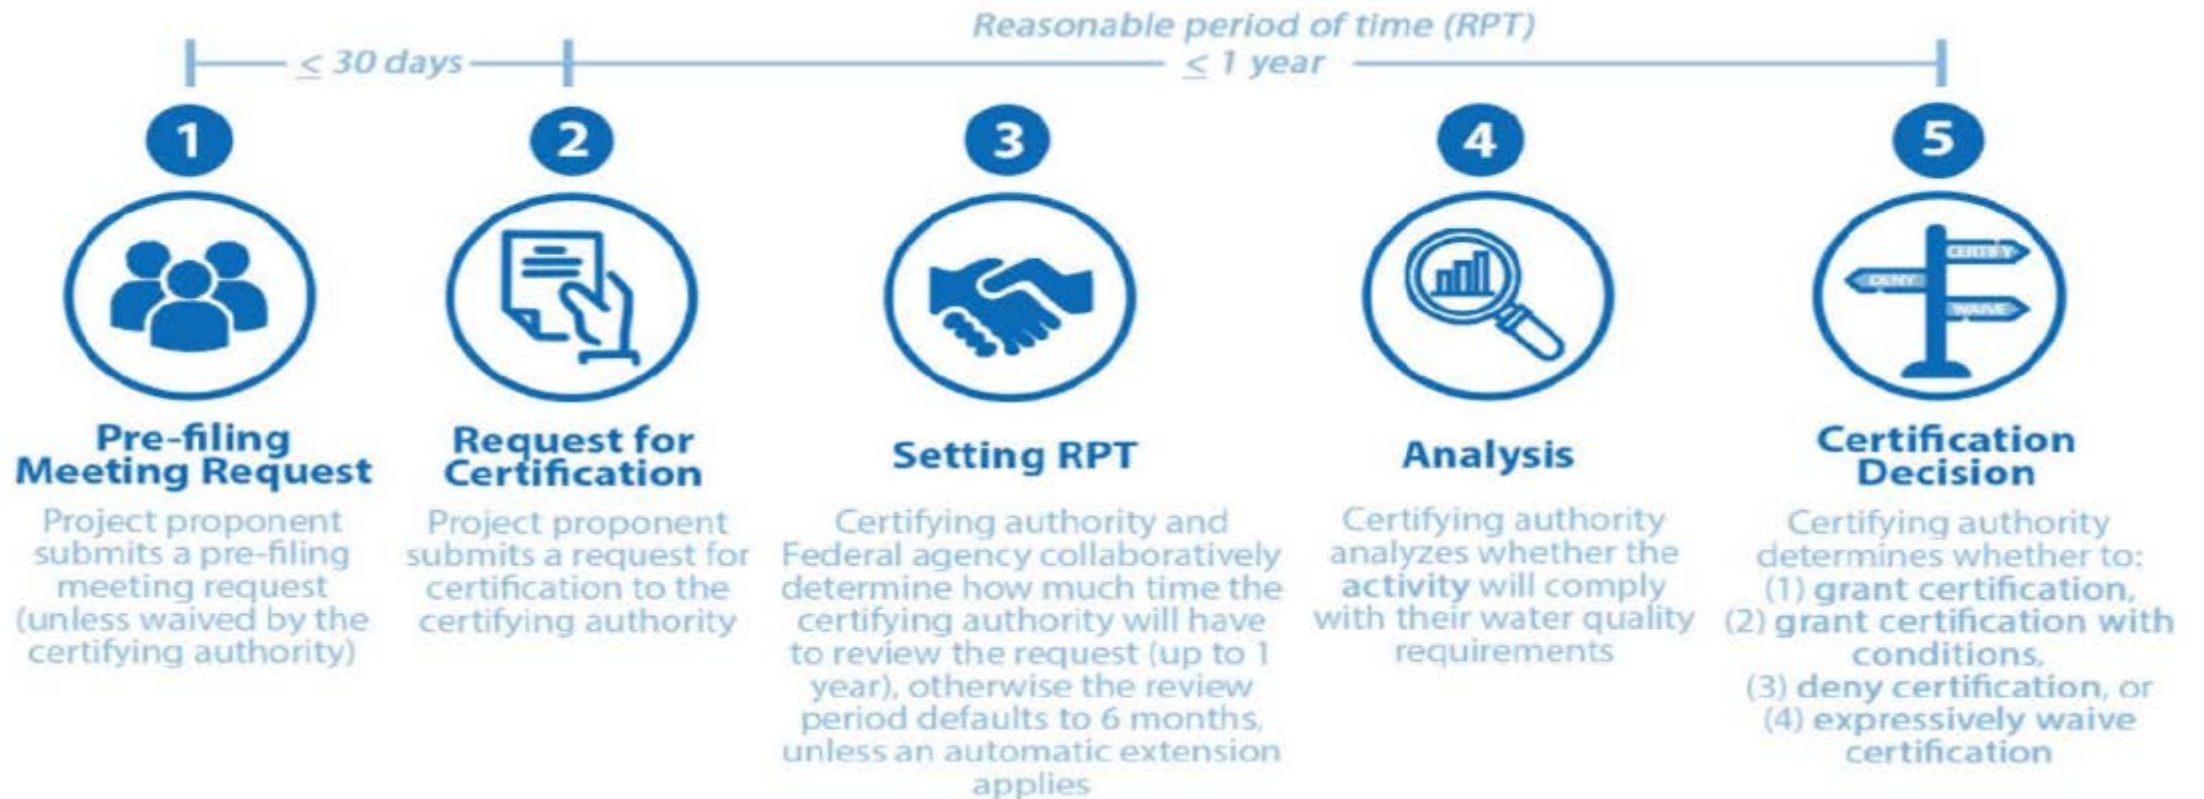 Reasonable period of time (RPT)
≤ 30 days
≤ 1 year
1
2
3
4
5
CERTIFY
DENY
WAIVE
Pre-filing
Meeting Request
Project proponent
submits a pre-filing
meeting request
(unless waived by the
certifying authority)
Request for
Certification
Project proponent
submits a request for
certification to the
certifying authority
Setting RPT
Certifying authority and
Federal agency collaboratively
determine how much time the
certifying authority will have
to review the request (up to 1
year), otherwise the review
period defaults to 6 months,
unless an automatic extension
applies
Analysis
Certifying authority
analyzes whether the
activity will comply
with their water quality
requirements
Certification
Decision
Certifying authority
determines whether to:
(1) grant certification,
(2) grant certification with
conditions,
(3) deny certification, or
(4) expressively waive
certification